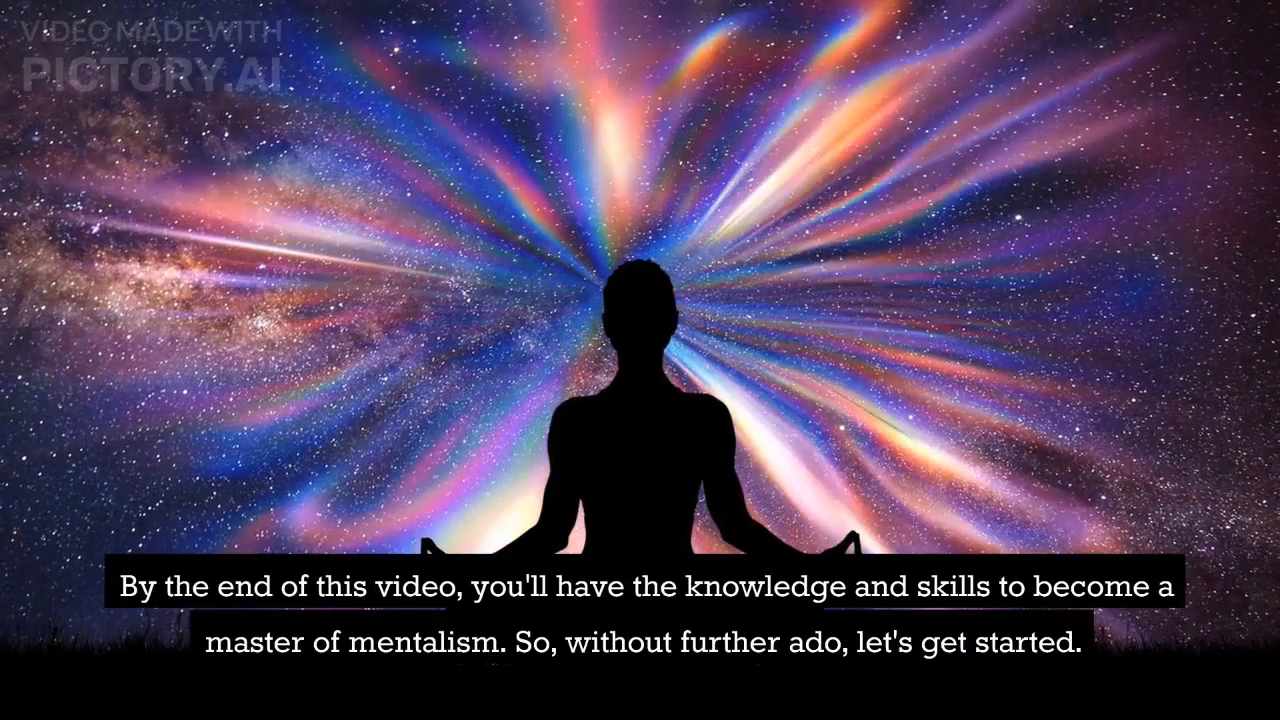 VIDEO MADE WITH
PICTORY.AI
By the end of this video, you'll have the knowledge and skills to become a
master of mentalism. So, without further ado, let's get started.